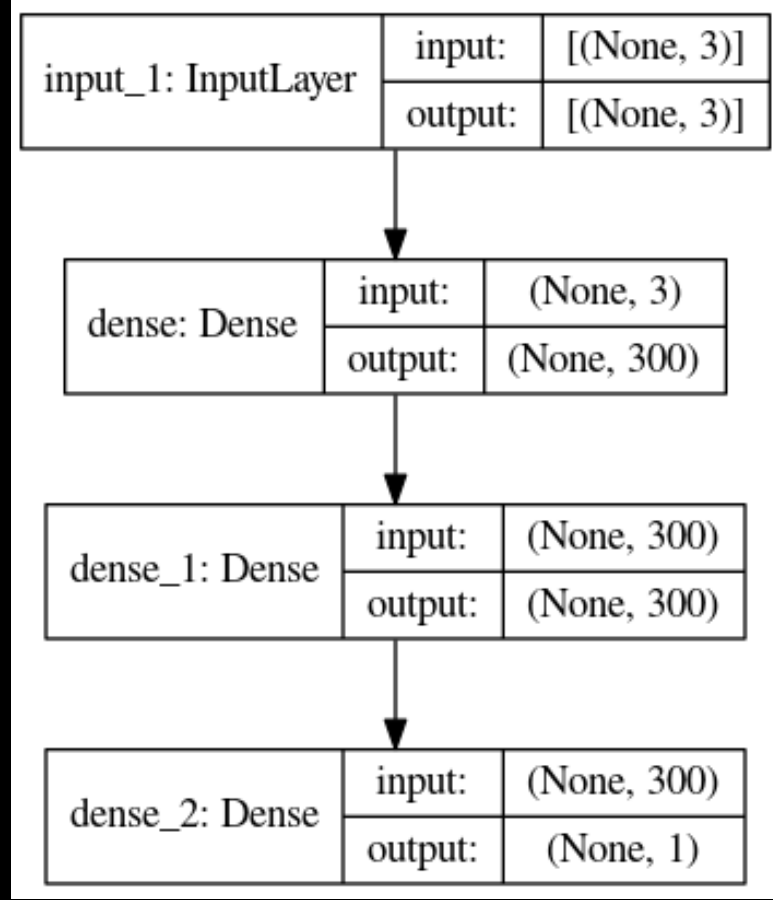 input_1: InputLayer
input:
[(None, 3)]
output:
[(None, 3)]
dense: Dense
input:
(None, 3)
output:
(None, 300)
dense_1: Dense
input:
(None, 300)
output:
(None, 300)
dense_2: Dense
input:
(None, 300)
output:
(None, 1)